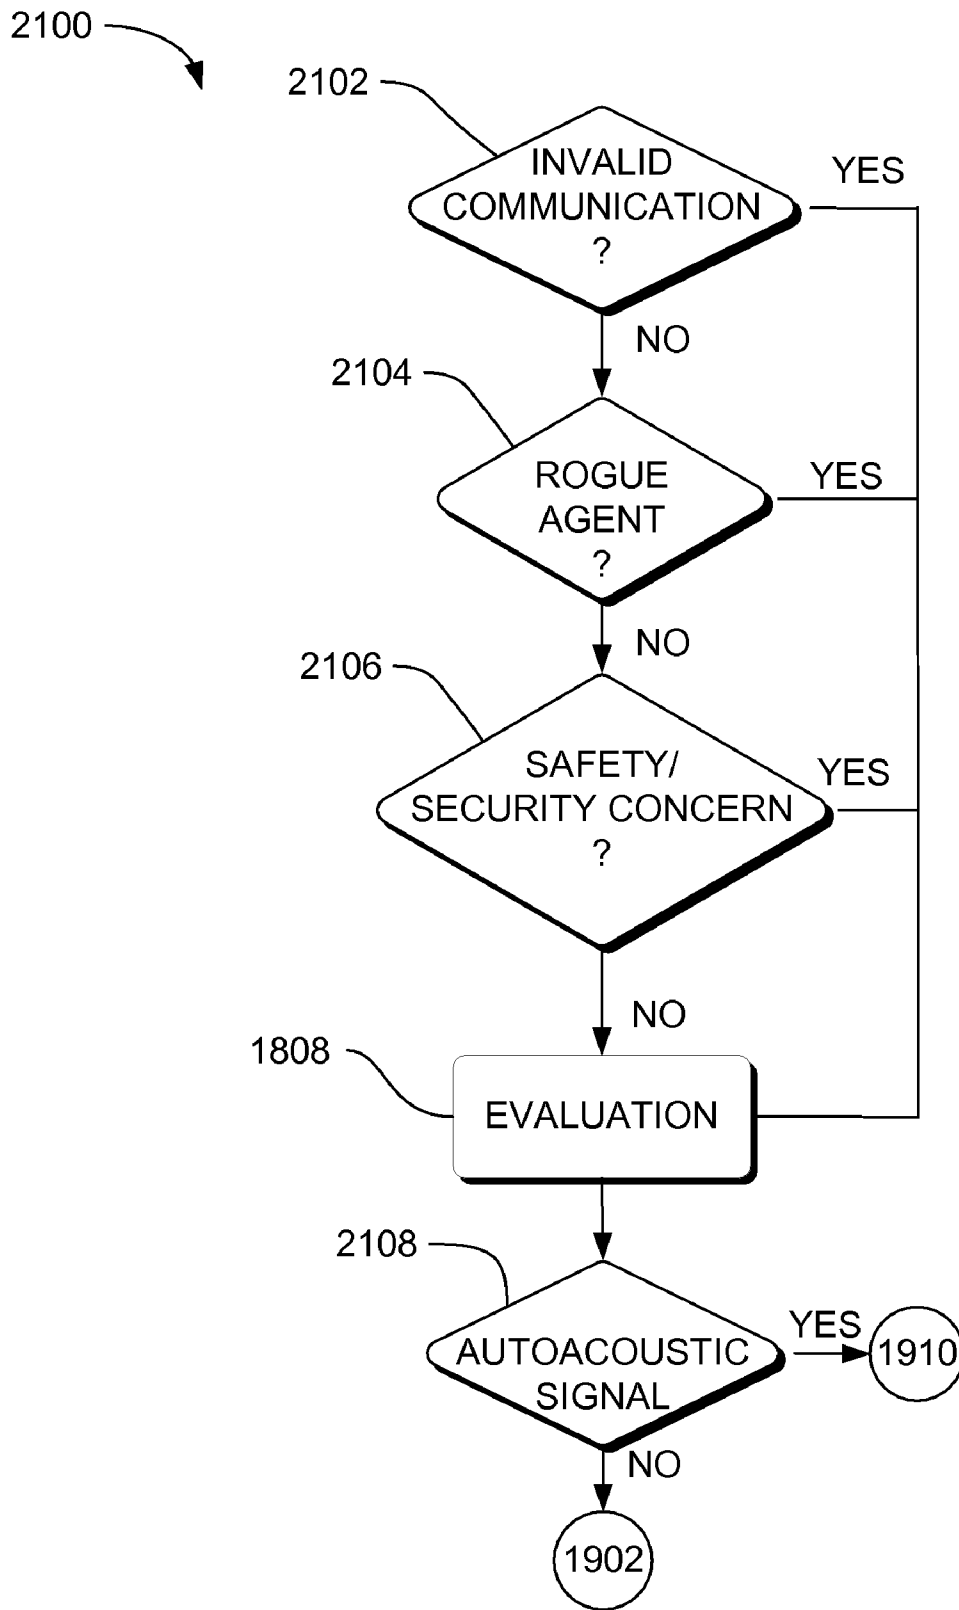 2100
2102
INVALID
COMMUNICATION
?
YES
NO
2104
ROGUE
AGENT
?
YES
NO
2106
SAFETY/
SECURITY CONCERN
?
YES
NO
1808
EVALUATION
2108
AUTOACOUSTIC
SIGNAL
YES
1910
NO
1902